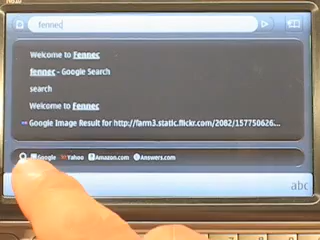 fennec
Welcome to Fennec
fennec - Google Search
search
Welcome to Fennec
Google Image Result for http://farm3.static.flickr.com/2082/157750626...
Google Yahoo Amazon.com Answers.com
abc